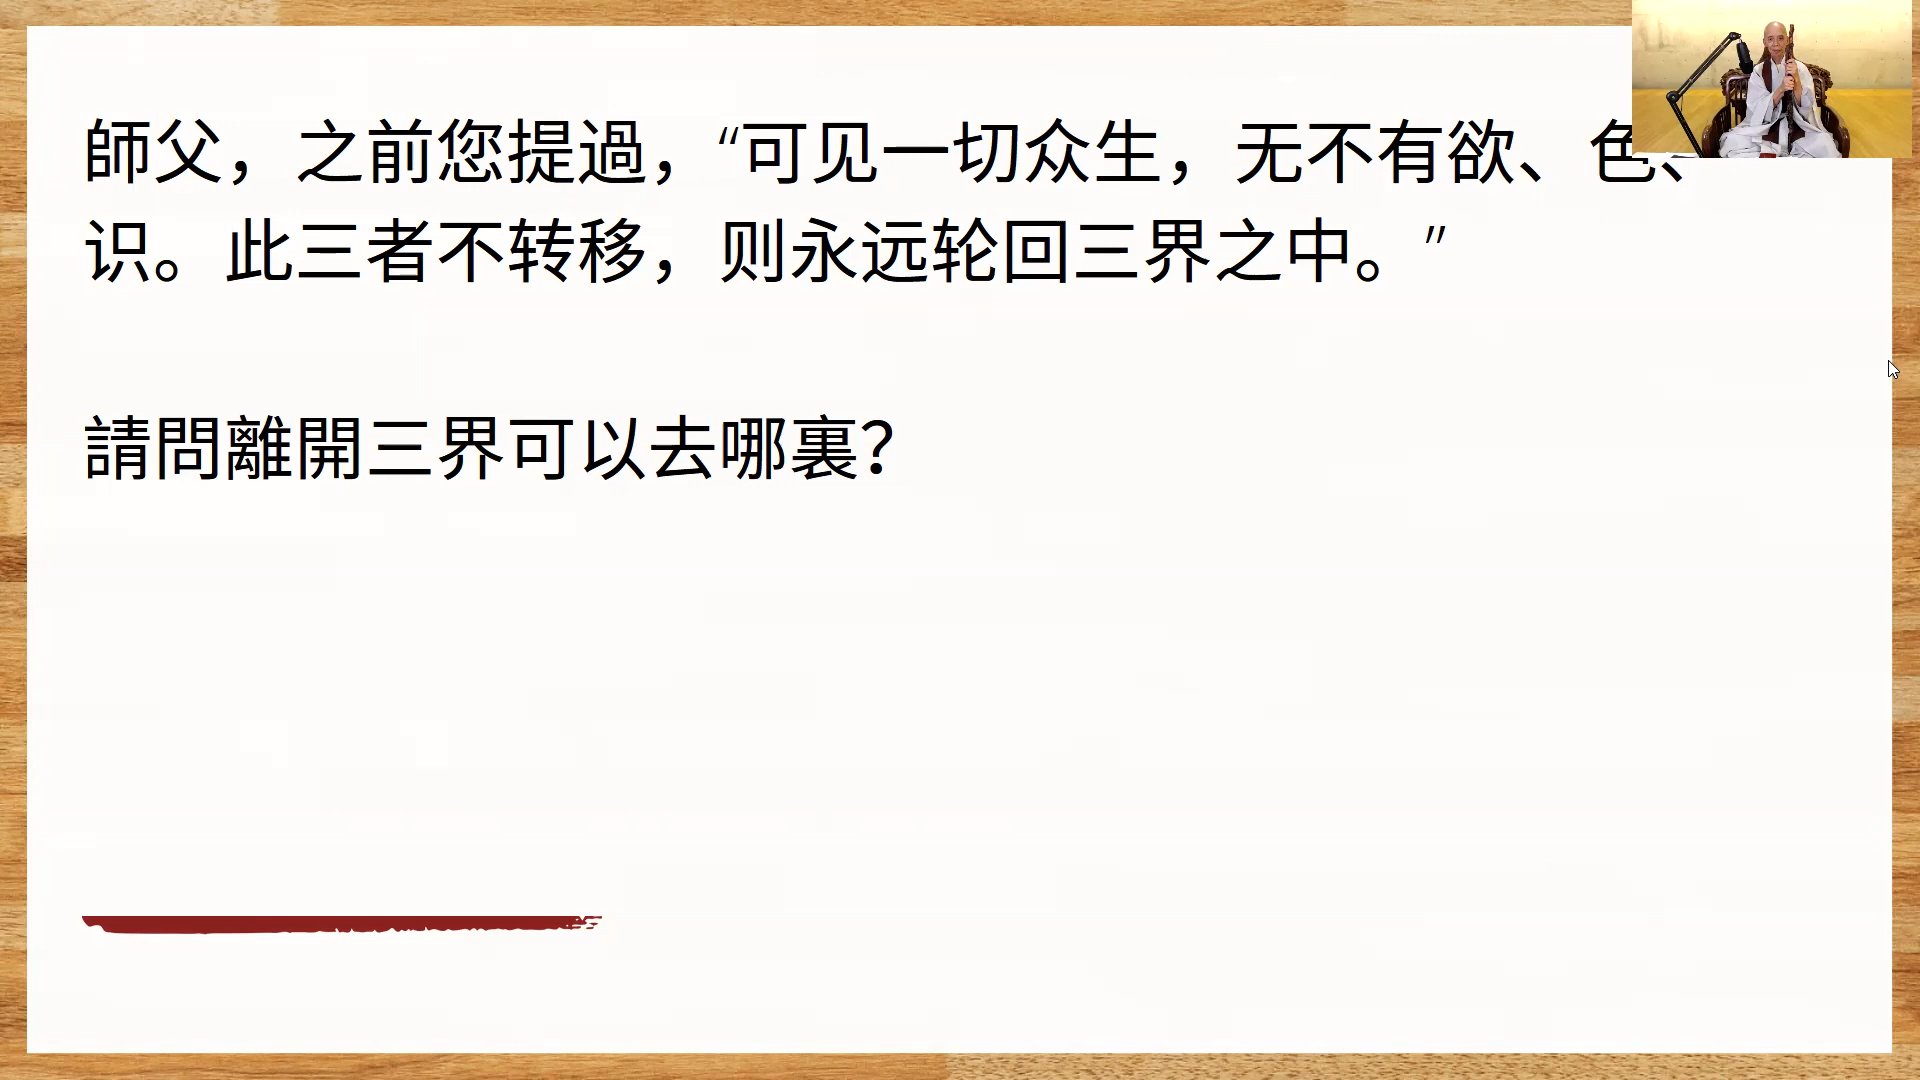 師父，之前您提過，“可见一切众生，无不有欲、色、
识。此三者不转移，则永远轮回三界之中。”
請問離開三界可以去哪裏？